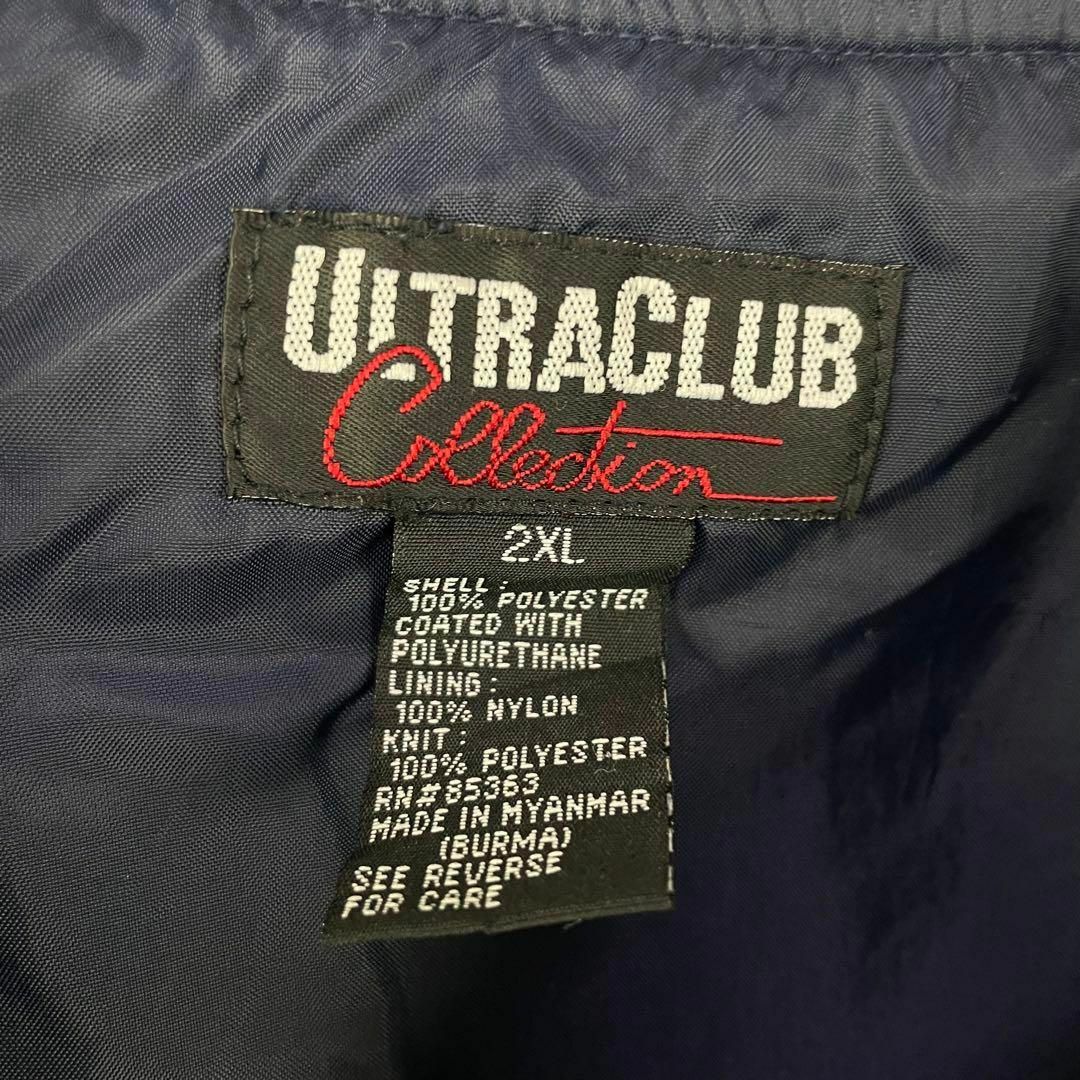 ULTRACLUB
Collection
2XL
SHELL:
100% POLYESTER
COATED WITH
POLYURETHANE
LINING:
100% NYLON
KNIT:
100% POLYESTER
RN#85363
MADE IN MYANMAR
(BURMA)
SEE REVERSE
FOR CARE